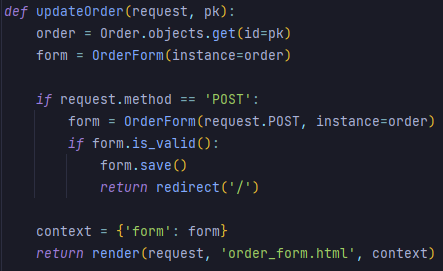 def updateOrder(request, pk):
    order = Order.objects.get(id=pk)
    form = OrderForm(instance=order)

    if request.method == 'POST':
        form = OrderForm(request.POST, instance=order)
        if form.is_valid():
            form.save()
            return redirect('/')

    context = {'form': form}
    return render(request, 'order_form.html', context)